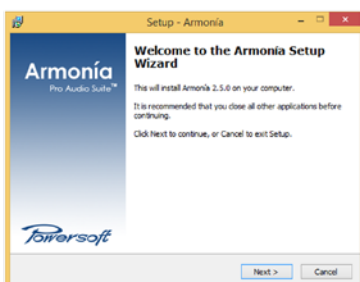 Setup - Armonía
Armonía
Pro Audio Suite™
Welcome to the Armonía Setup
Wizard
This will install Armonía 2.5.0 on your computer.
It is recommended that you close all other applications before
continuing.
Click Next to continue, or Cancel to exit Setup.
Powersoft
Next >
Cancel